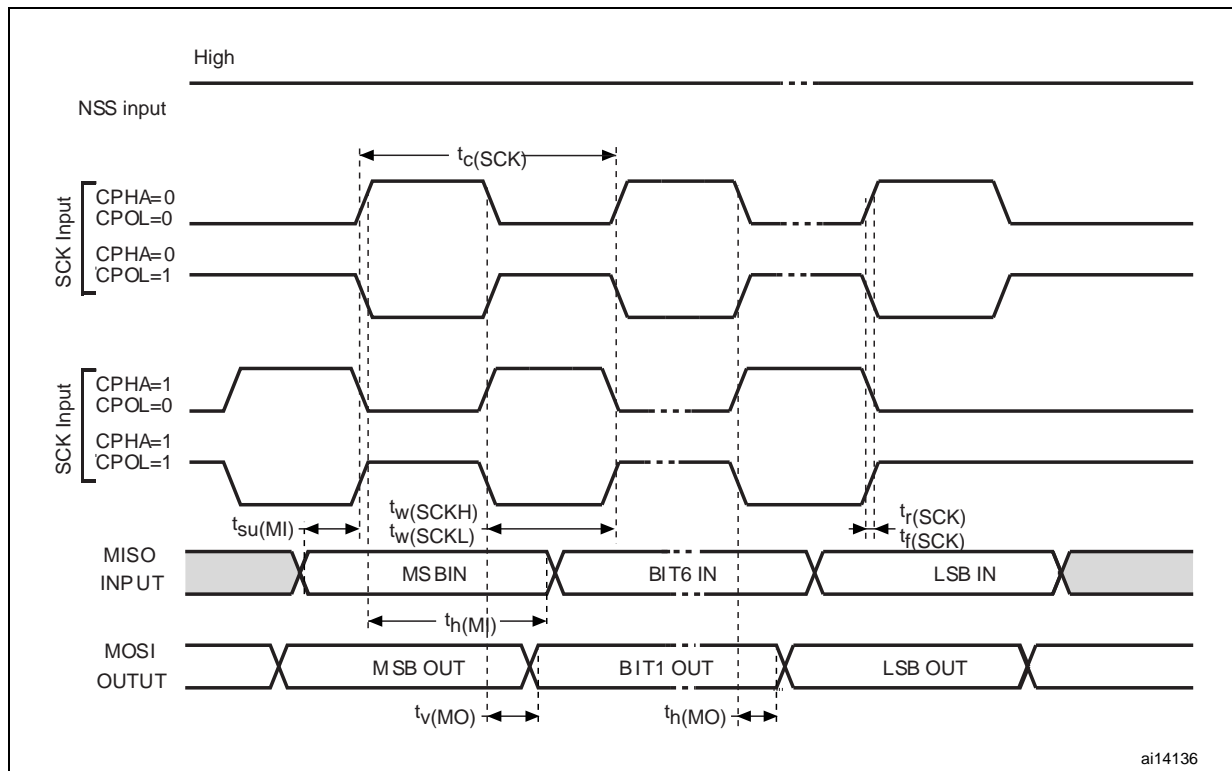 High
NSS input
tc(SCK)
SCK Input
CPHA=0
CPOL=0
CPHA=0
CPOL=1
SCK Input
CPHA=1
CPOL=0
CPHA=1
CPOL=1
tsu(MI)
tw(SCKH)
tw(SCKL)
tr(SCK)
tf(SCK)
MISO
INPUT
MSBIN
BIT6 IN
LSB IN
th(MI)
MOSI
OUTUT
MSB OUT
BIT1 OUT
LSB OUT
tv(MO)
th(MO)
ai14136